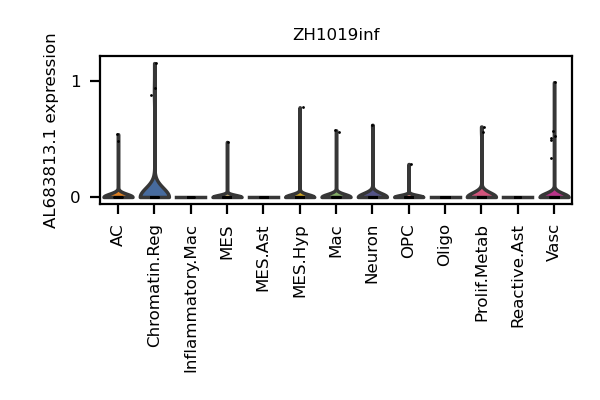 ZH1019inf
AL683813.1 expression
1
0
AC
Chromatin.Reg
Inflammatory.Mac
MES
MES.Ast
MES.Hyp
Mac
Neuron
OPC
Oligo
Prolif.Metab
Reactive.Ast
Vasc